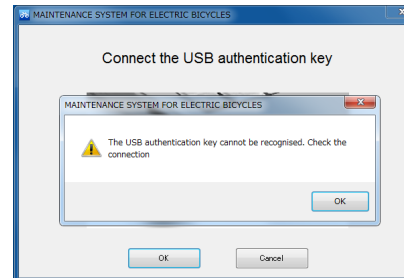 MAINTENANCE SYSTEM FOR ELECTRIC BICYCLES
Connect the USB authentication key
MAINTENANCE SYSTEM FOR ELECTRIC BICYCLES
The USB authentication key cannot be recognised. Check the
connection
OK
OK
Cancel